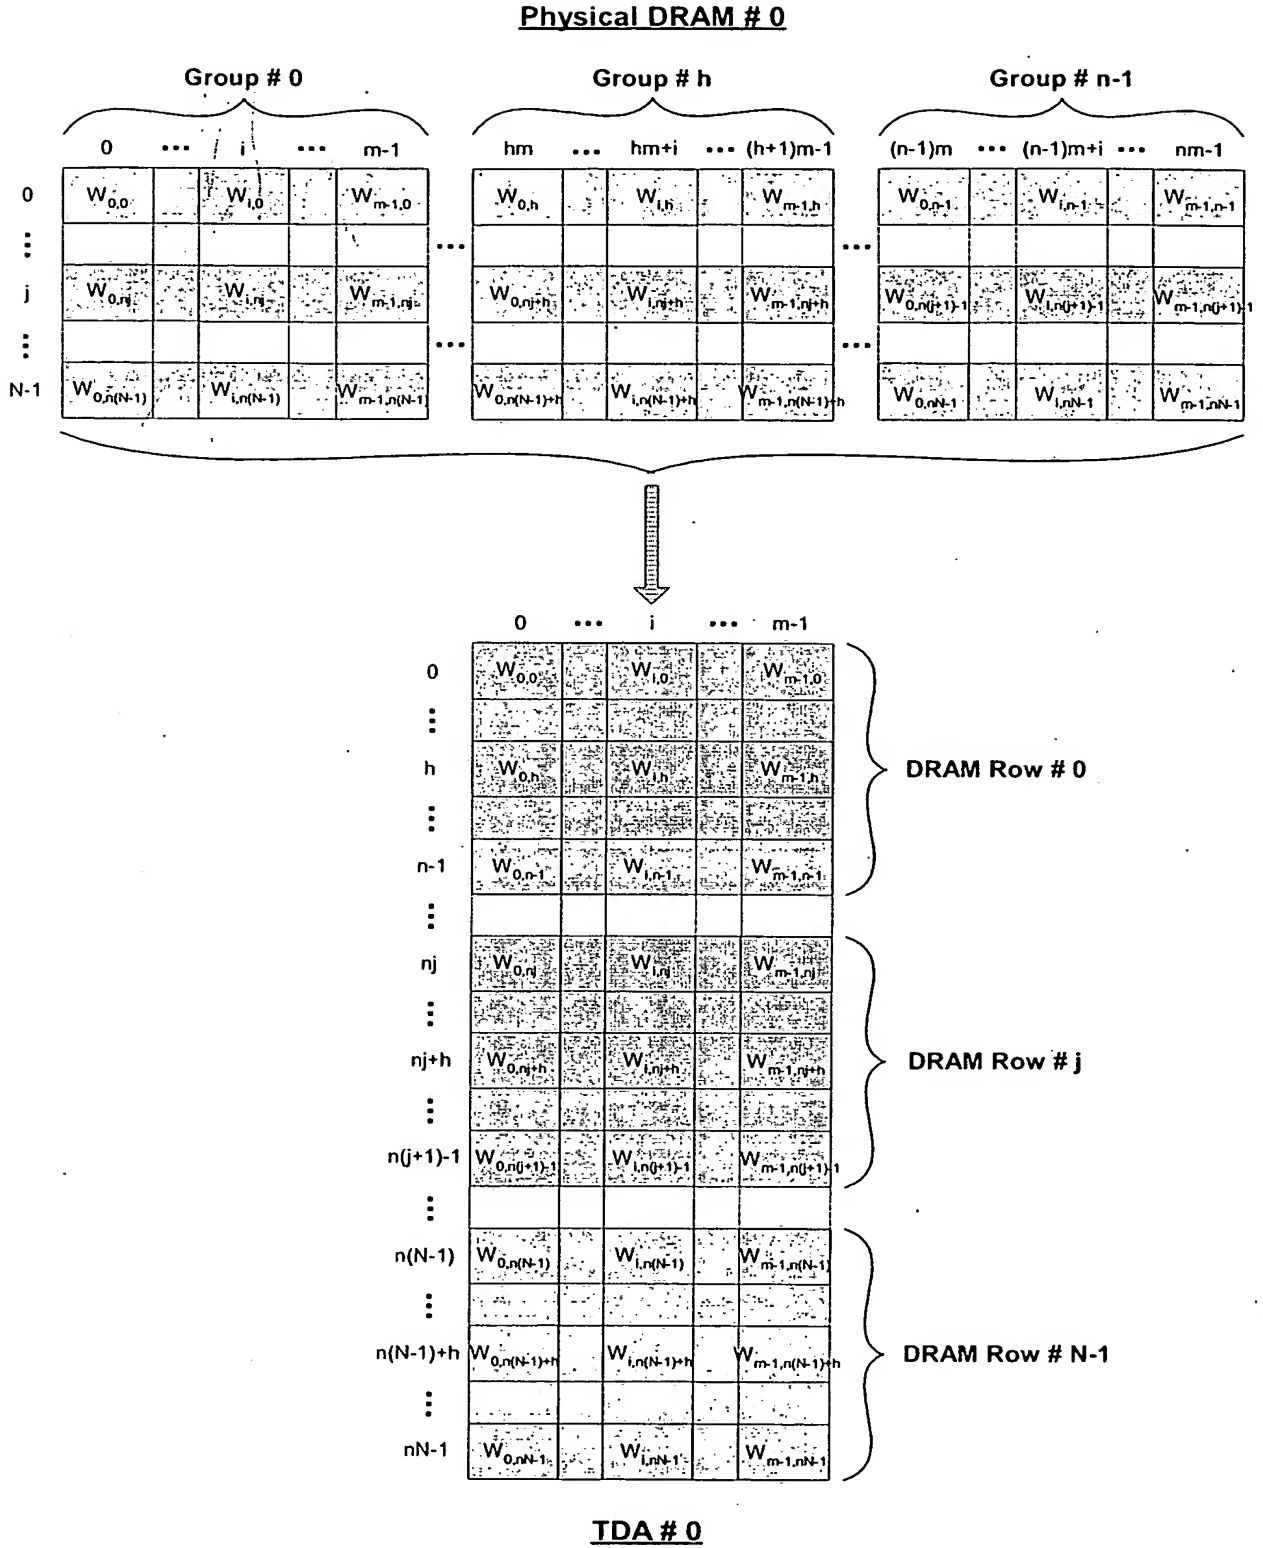 Physical DRAM # 0
Group # 0 Group # h Group # n-1
0 ••• i ••• m-1 hm ••• hm+i ••• (h+1)m-1 (n-1)m ••• (n-1)m+i ••• nm-1
0 W0,0 Wi,0 Wm-1,0 W0,h Wi,h Wm-1,h W0,n-1 Wi,n-1 Wm-1,n-1
••• ••• •••
j W0,nj Wi,nj Wm-1,nj W0,nj+h Wi,nj+h Wm-1,nj+h W0,n(j+1)-1 Wi,n(j+1)-1 Wm-1,n(j+1)-1
••• ••• •••
N-1 W0,n(N-1) Wi,n(N-1) Wm-1,n(N-1) W0,n(N-1)+h Wi,n(N-1)+h Wm-1,n(N-1)+h W0,nN-1 Wi,nN-1 Wm-1,nN-1
0 ••• i ••• m-1
0 W0,0 Wi,0 Wm-1,0
•••
h W0,h Wi,h Wm-1,h DRAM Row # 0
•••
n-1 W0,n-1 Wi,n-1 Wm-1,n-1
•••
nj W0,nj Wi,nj Wm-1,nj
•••
nj+h W0,nj+h Wi,nj+h Wm-1,nj+h DRAM Row # j
•••
n(j+1)-1 W0,n(j+1)-1 Wi,n(j+1)-1 Wm-1,n(j+1)-1
•••
n(N-1) W0,n(N-1) Wi,n(N-1) Wm-1,n(N-1)
•••
n(N-1)+h W0,n(N-1)+h Wi,n(N-1)+h Wm-1,n(N-1)+h DRAM Row # N-1
•••
nN-1 W0,nN-1 Wi,nN-1 Wm-1,nN-1
TDA # 0